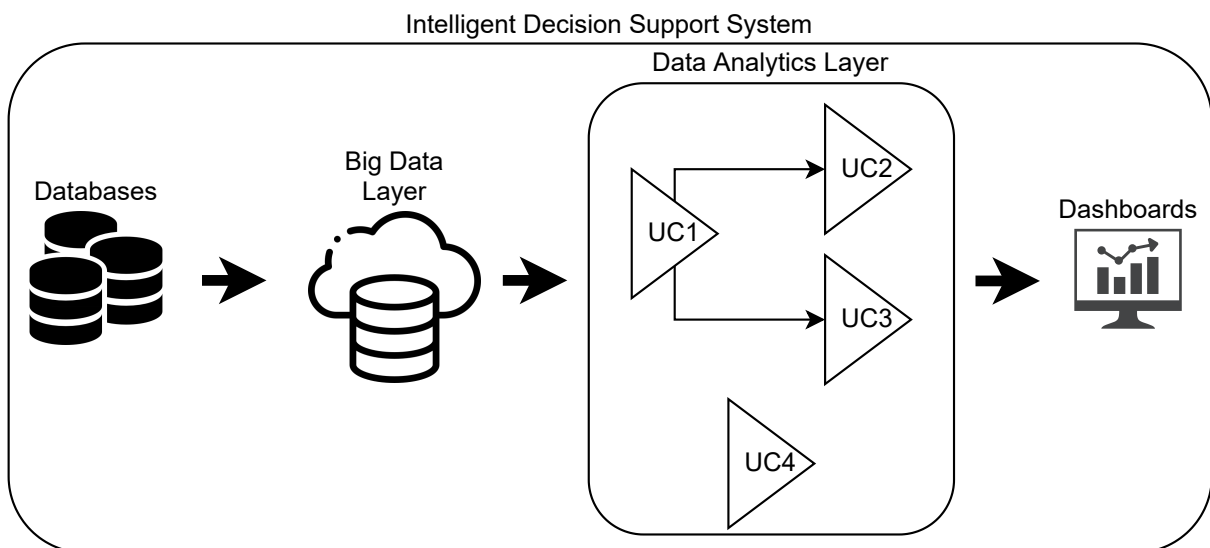 Intelligent Decision Support System
Data Analytics Layer
Databases
Big Data
Layer
UC1
UC2
UC3
UC4
Dashboards